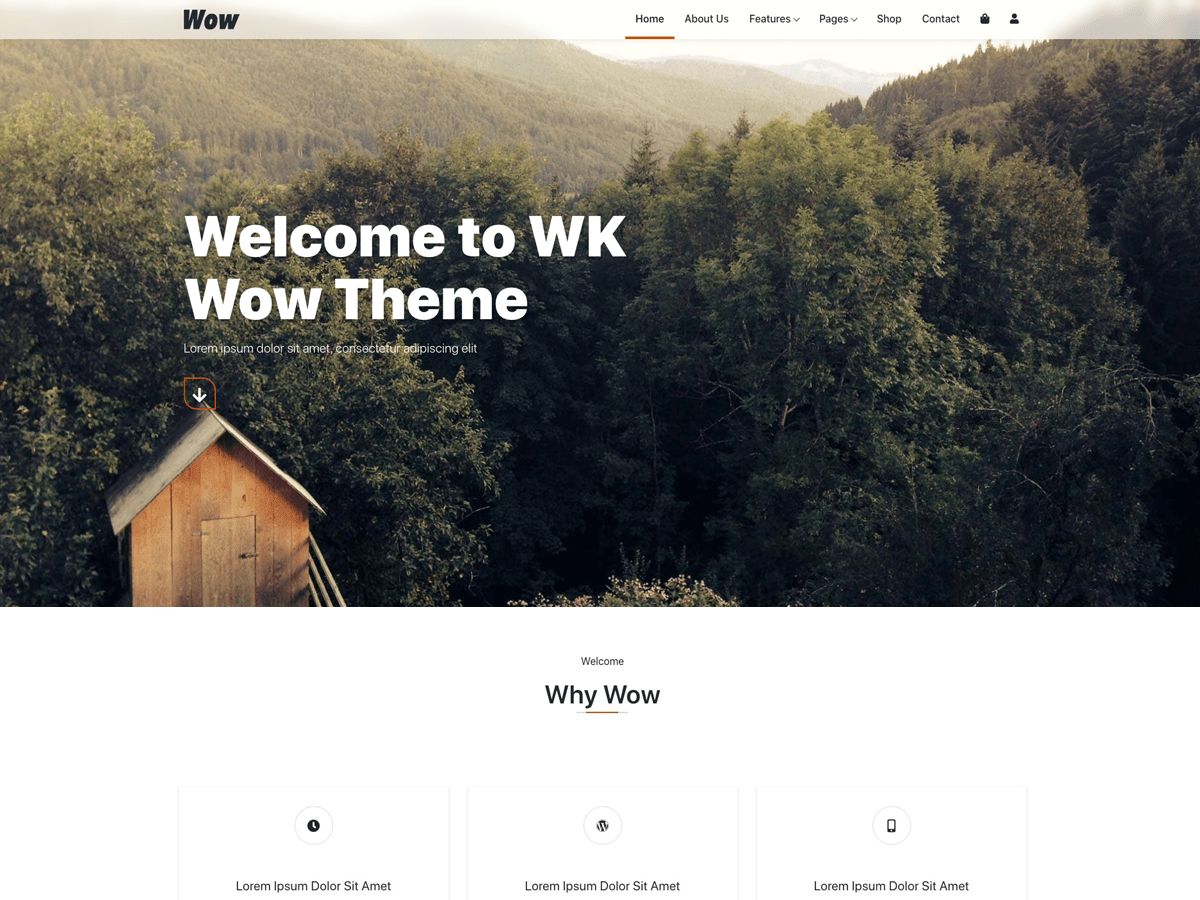 Wow
Home About Us Features Pages Shop Contact
Welcome to WK
Wow Theme
Lorem ipsum dolor sit amet, consectetur adipiscing elit
Welcome
Why Wow
Lorem Ipsum Dolor Sit Amet
Lorem Ipsum Dolor Sit Amet
Lorem Ipsum Dolor Sit Amet